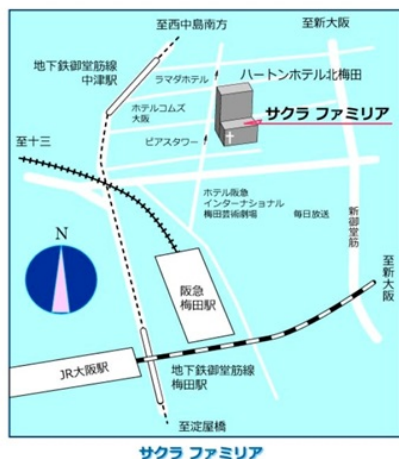 至西中島南方
至新大阪
地下鉄御堂筋線
中津駅
ラマダホテル
ハートンホテル北梅田
ホテルコムズ
大阪
サクラ ファミリア
ピアスタワー
至十三
ホテル阪急
インターナショナル
梅田芸術劇場
毎日放送
新御堂筋
N
阪急
梅田駅
至新大阪
JR大阪駅
地下鉄御堂筋線
梅田駅
至淀屋橋
サクラ ファミリア